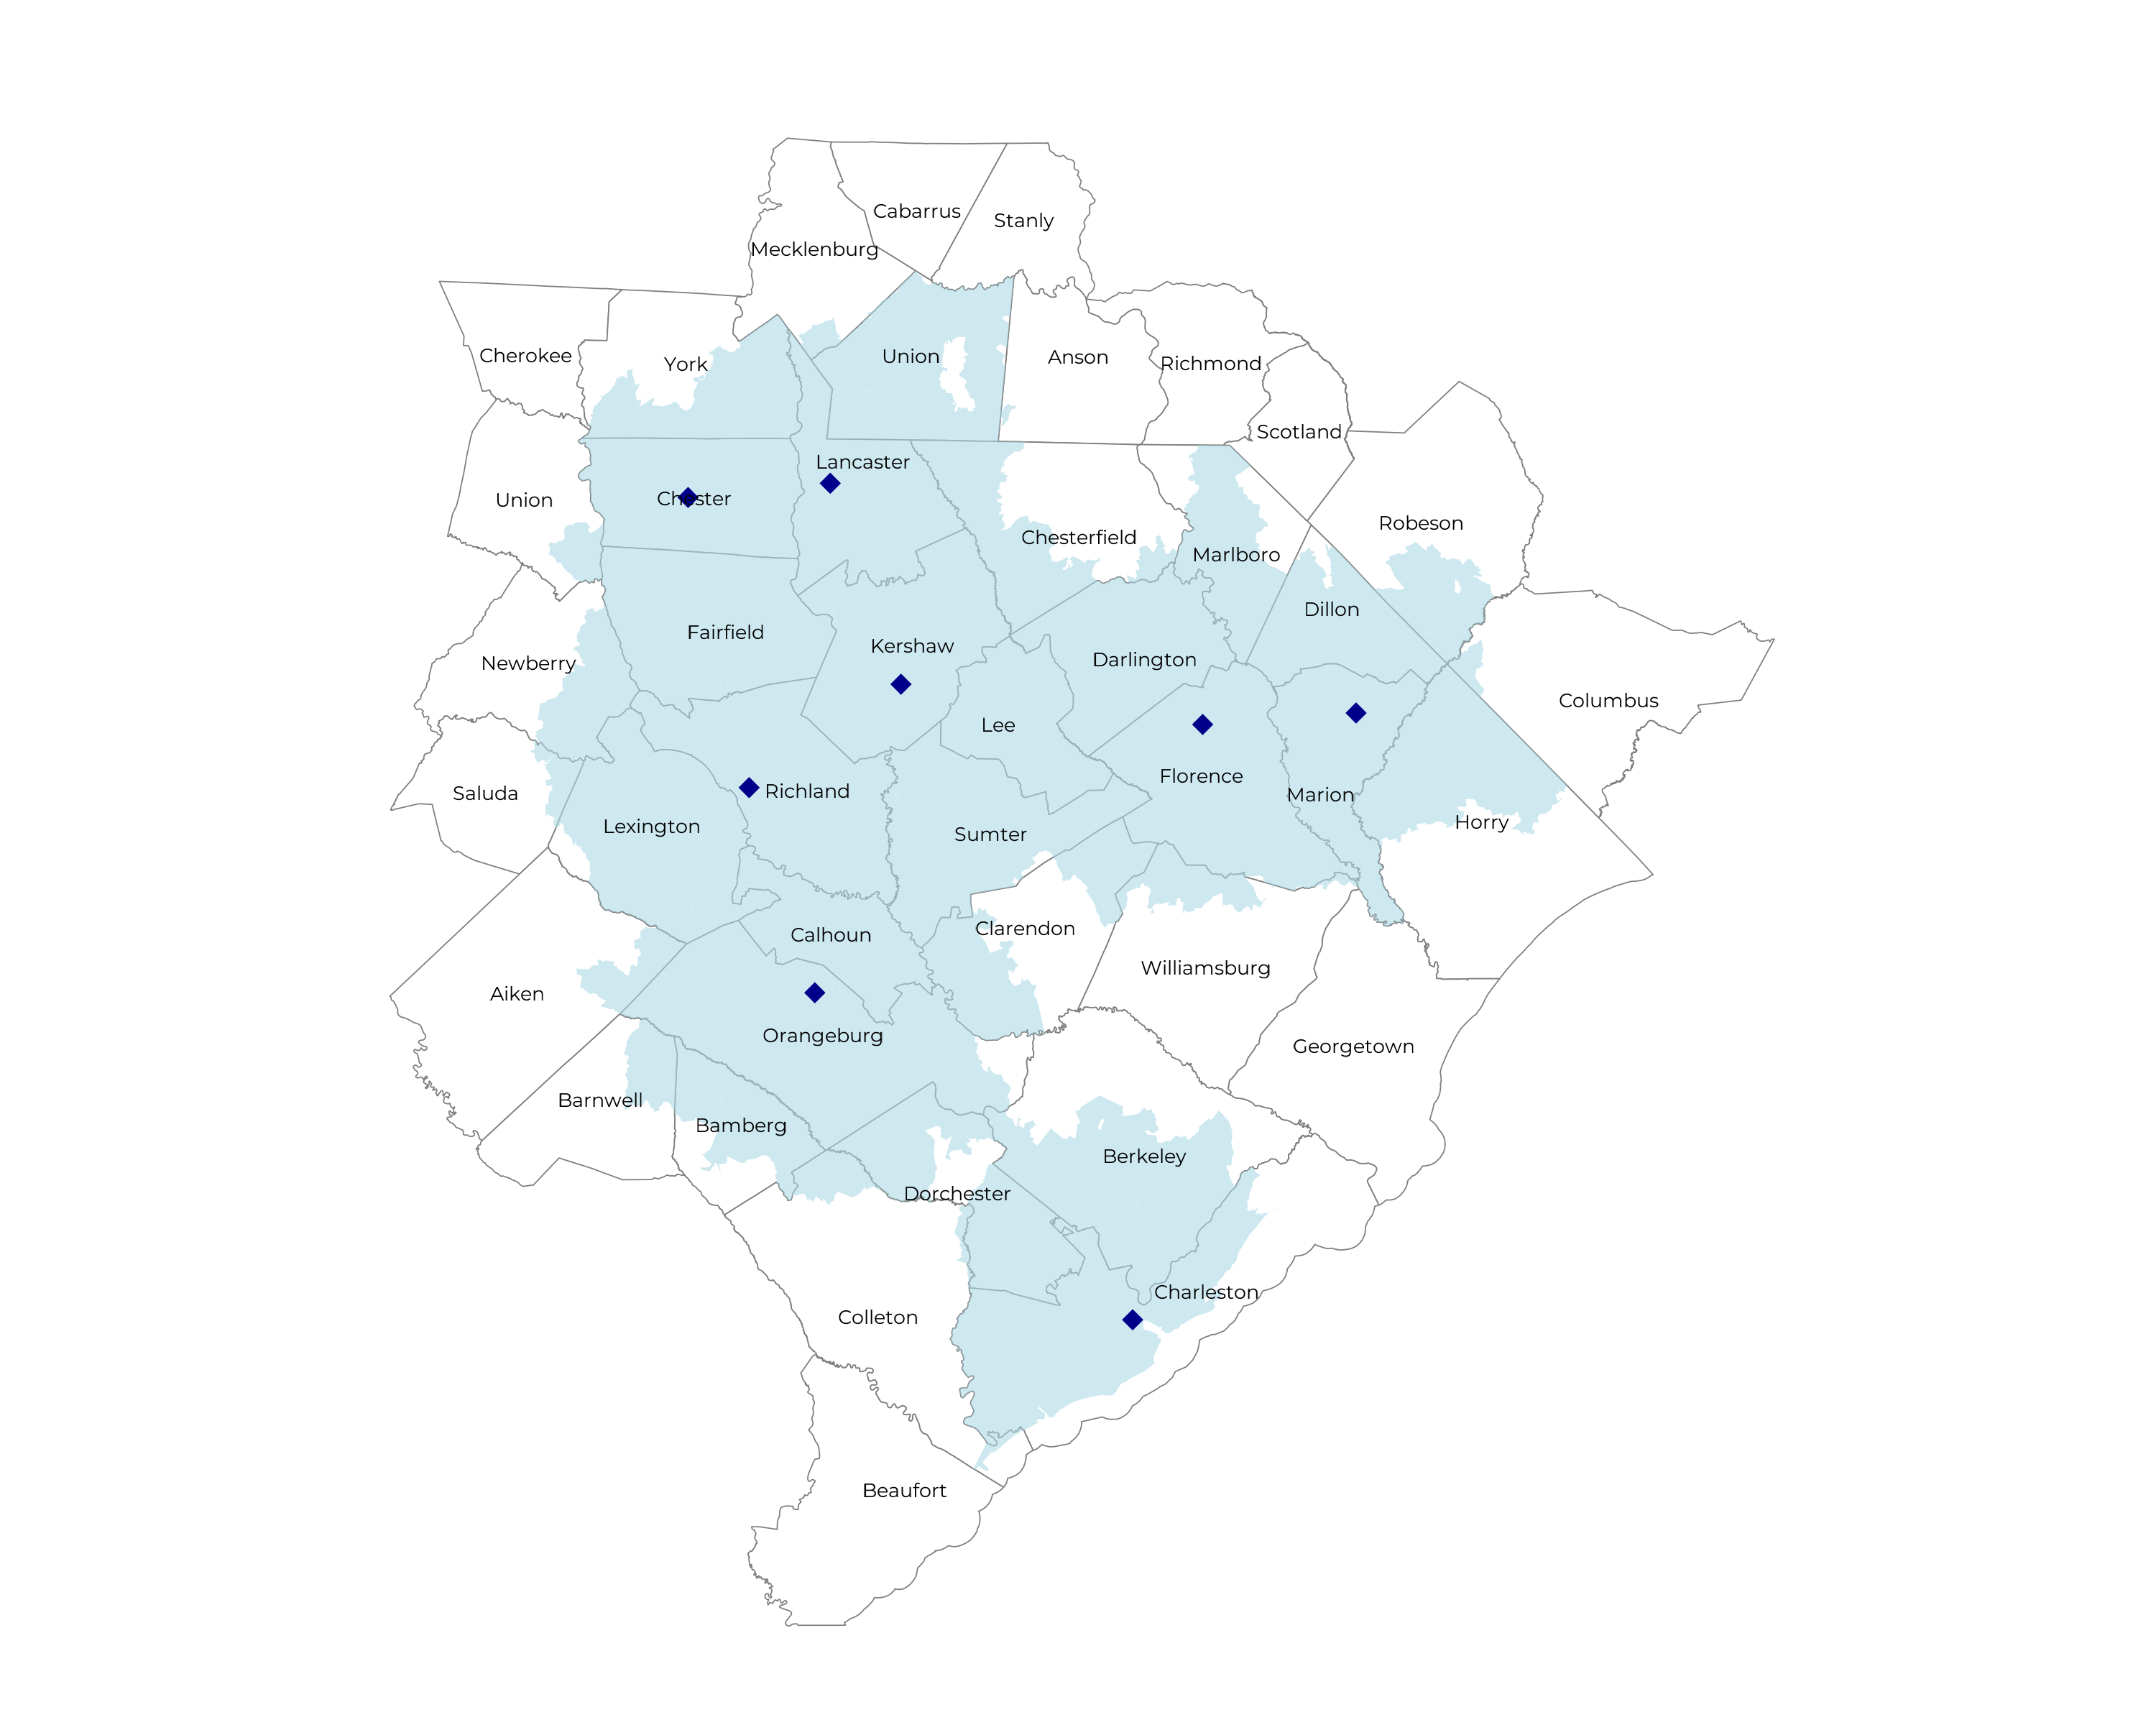 Cabarrus
Stanly
Mecklenburg
Cherokee
York
Union
Anson
Richmond
Scotland
Lancaster
Chester
Union
Robeson
Chesterfield
Marlboro
Dillon
Fairfield
Kershaw
Darlington
Newberry
Columbus
Lee
Florence
Saluda
Richland
Marion
Horry
Lexington
Sumter
Clarendon
Calhoun
Williamsburg
Aiken
Orangeburg
Georgetown
Barnwell
Bamberg
Berkeley
Dorchester
Charleston
Colleton
Beaufort